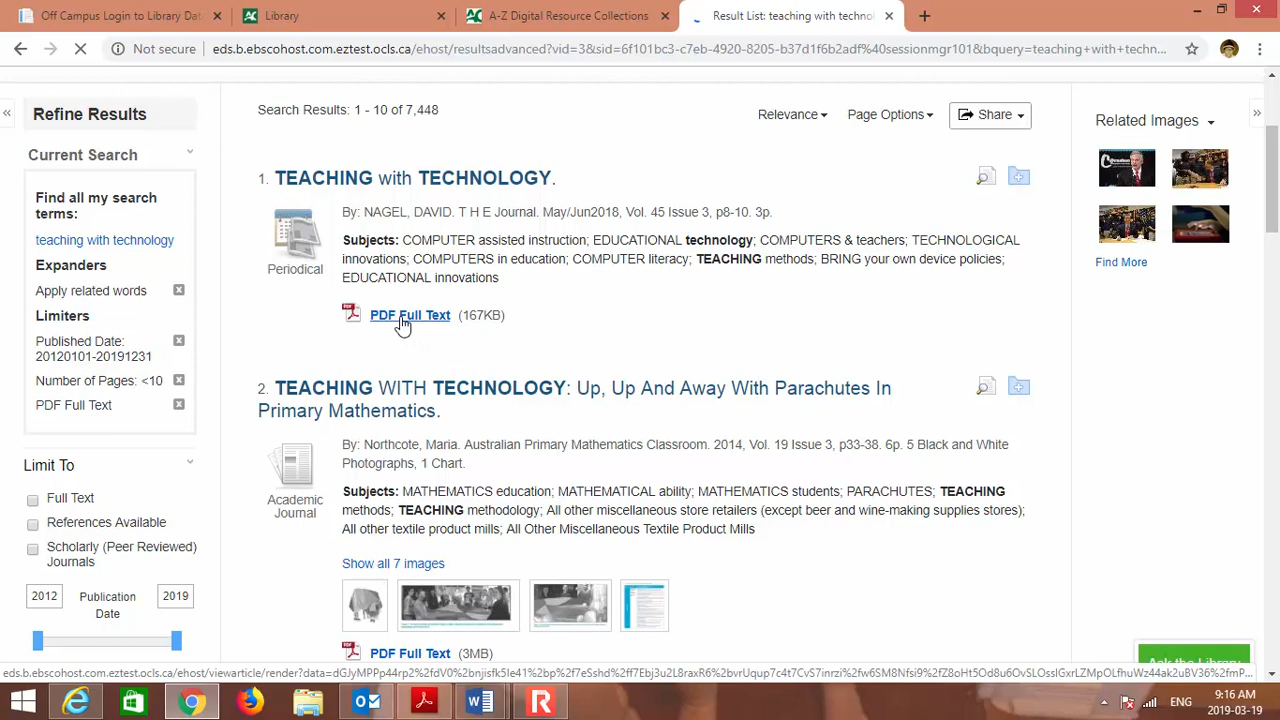 Off Campus Login to Library Dat
Library
A-Z Digital Resource Collections
Result List: teaching with technol
Not secure
eds.b.ebscohost.com.eztest.ocls.ca/ehost/resultsadvanced?vid=3&sid=6f101bc3-c7eb-4920-8205-b37d1f6b2adf%40sessionmgr101&bquery=teaching+with+techn...
Refine Results
Current Search
Find all my search
terms:
teaching with technology
Expanders
Apply related words
Limiters
Published Date:
20120101-20191231
Number of Pages: <10
PDF Full Text
Limit To
Full Text
References Available
Scholarly (Peer Reviewed)
Journals
2012
Publication
Date
2019
Search Results: 1 - 10 of 7,448
Relevance
Page Options
Share
1. TEACHING with TECHNOLOGY.
Periodical
By: NAGEL, DAVID. T H E Journal. May/Jun2018, Vol. 45 Issue 3, p8-10. 3p.
Subjects: COMPUTER assisted instruction; EDUCATIONAL technology; COMPUTERS & teachers; TECHNOLOGICAL
innovations; COMPUTERS in education; COMPUTER literacy; TEACHING methods; BRING your own device policies;
EDUCATIONAL innovations
PDF Full Text (167KB)
2. TEACHING WITH TECHNOLOGY: Up, Up And Away With Parachutes In
Primary Mathematics.
Academic
Journal
By: Northcote, Maria. Australian Primary Mathematics Classroom. 2014, Vol. 19 Issue 3, p33-38. 6p. 5 Black and White
Photographs, 1 Chart.
Subjects: MATHEMATICS education; MATHEMATICAL ability; MATHEMATICS students; PARACHUTES; TEACHING
methods; TEACHING methodology; All other miscellaneous store retailers (except beer and wine-making supplies stores);
All other textile product mills; All Other Miscellaneous Textile Product Mills
Show all 7 images
PDF Full Text (3MB)
Related Images
Find More
Ask the Library
ENG
9:16 AM
2019-03-19